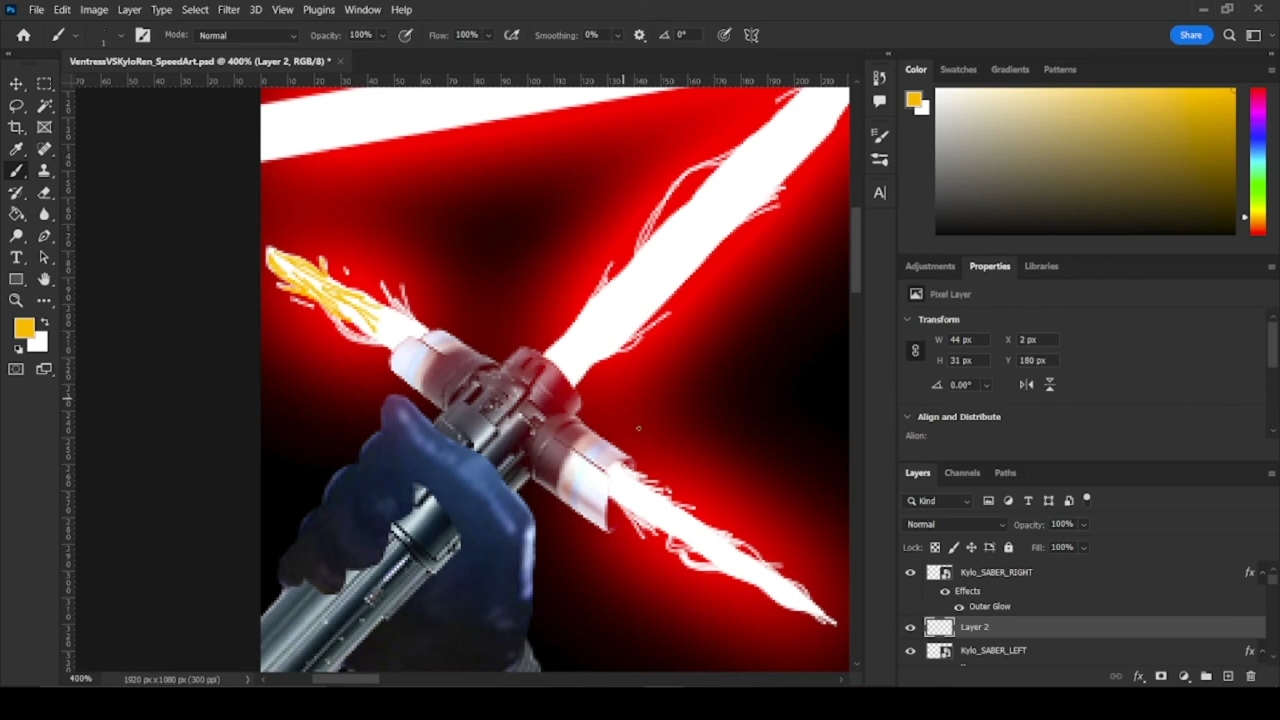 Ps File Edit Image Layer Type Select Filter 3D View Plugins Window Help
1 Mode: Normal Opacity: 100% Flow: 100% Smoothing: 0% 0° Share
VentressVSKyloRen_SpeedArt.psd @ 400% (Layer 2, RGB/8) *
Color Swatches Gradients Patterns
Adjustments Properties Libraries
Pixel Layer
Transform
W 44 px X 2 px
H 31 px Y 180 px
0.00°
Align and Distribute
Align:
Layers Channels Paths
Kind
Normal Opacity: 100%
Lock: Fill: 100%
Kylo_SABER_RIGHT fx
Effects
Outer Glow
Layer 2
Kylo_SABER_LEFT fx
400% 1920 px x 1080 px (300 ppi)